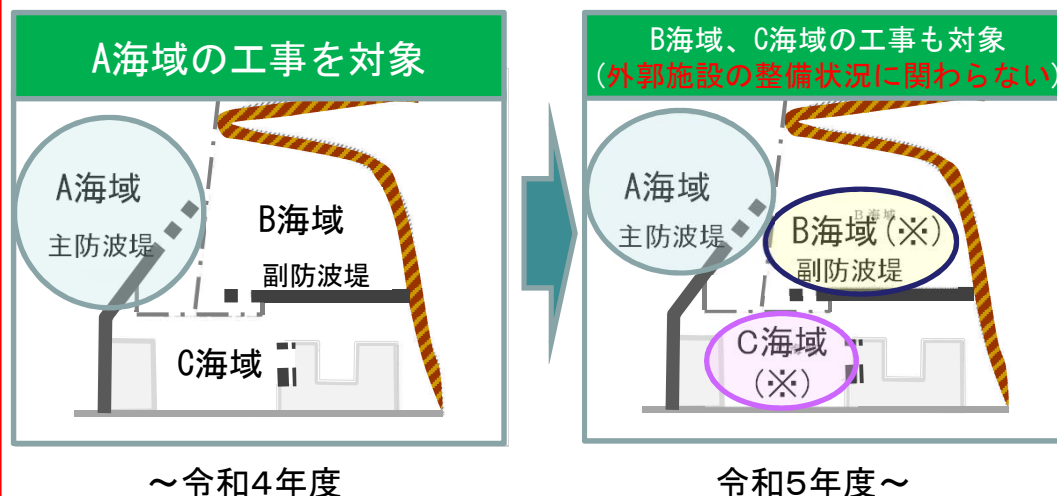 A海域の工事を対象
A海域
主防波堤
B海域
副防波堤
C海域
～令和4年度
B海域、C海域の工事も対象
(外郭施設の整備状況に関わらない)
A海域
主防波堤
B海域
B海域(※)
副防波堤
C海域
(※)
令和5年度～